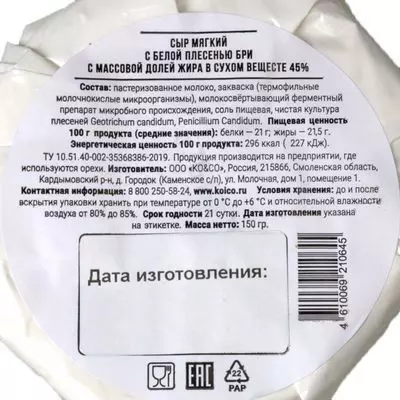 СЫР МЯГКИЙ
С БЕЛОЙ ПЛЕСЕНЬЮ БРИ
С МАССОВОЙ ДОЛЕЙ ЖИРА В СУХОМ ВЕЩЕСТВЕ 45%
Состав: пастеризованное молоко, закваска (термофильные
молочнокислые микроорганизмы), молокосвёртывающий ферментный
препарат микробного происхождения, соль пищевая, чистая культура
плесеней Geotrichum candidum, Penicillium Candidum. Пищевая ценность
100 г продукта (средние значения): белки – 21 г; жиры – 21,5 г.
Энергетическая ценность 100 г продукта: 296 ккал ( 227 кДж).
ТУ 10.51.40-002-35368386-2019. Продукция произведена на предприятии, где
используются орехи. Изготовитель: ООО «КО&СО», Россия, 215866, Смоленская область,
Кардымовский р-н, д. Городок (Каменское с/п), ул. Молочная, дом 1, помещение 1.
Контактная информация: 8 800 250-58-24, www.koico.ru Условия хранения: до и после
вскрытия упаковки хранить при температуре от 0 °С до +6 °С и относительной влажности
воздуха от 80% до 85%. Срок годности 21 сутки. Дата изготовления указана
на этикетке. Масса нетто: 150 гр.
Дата изготовления:
4 610069 210645
EAC
22
PAP